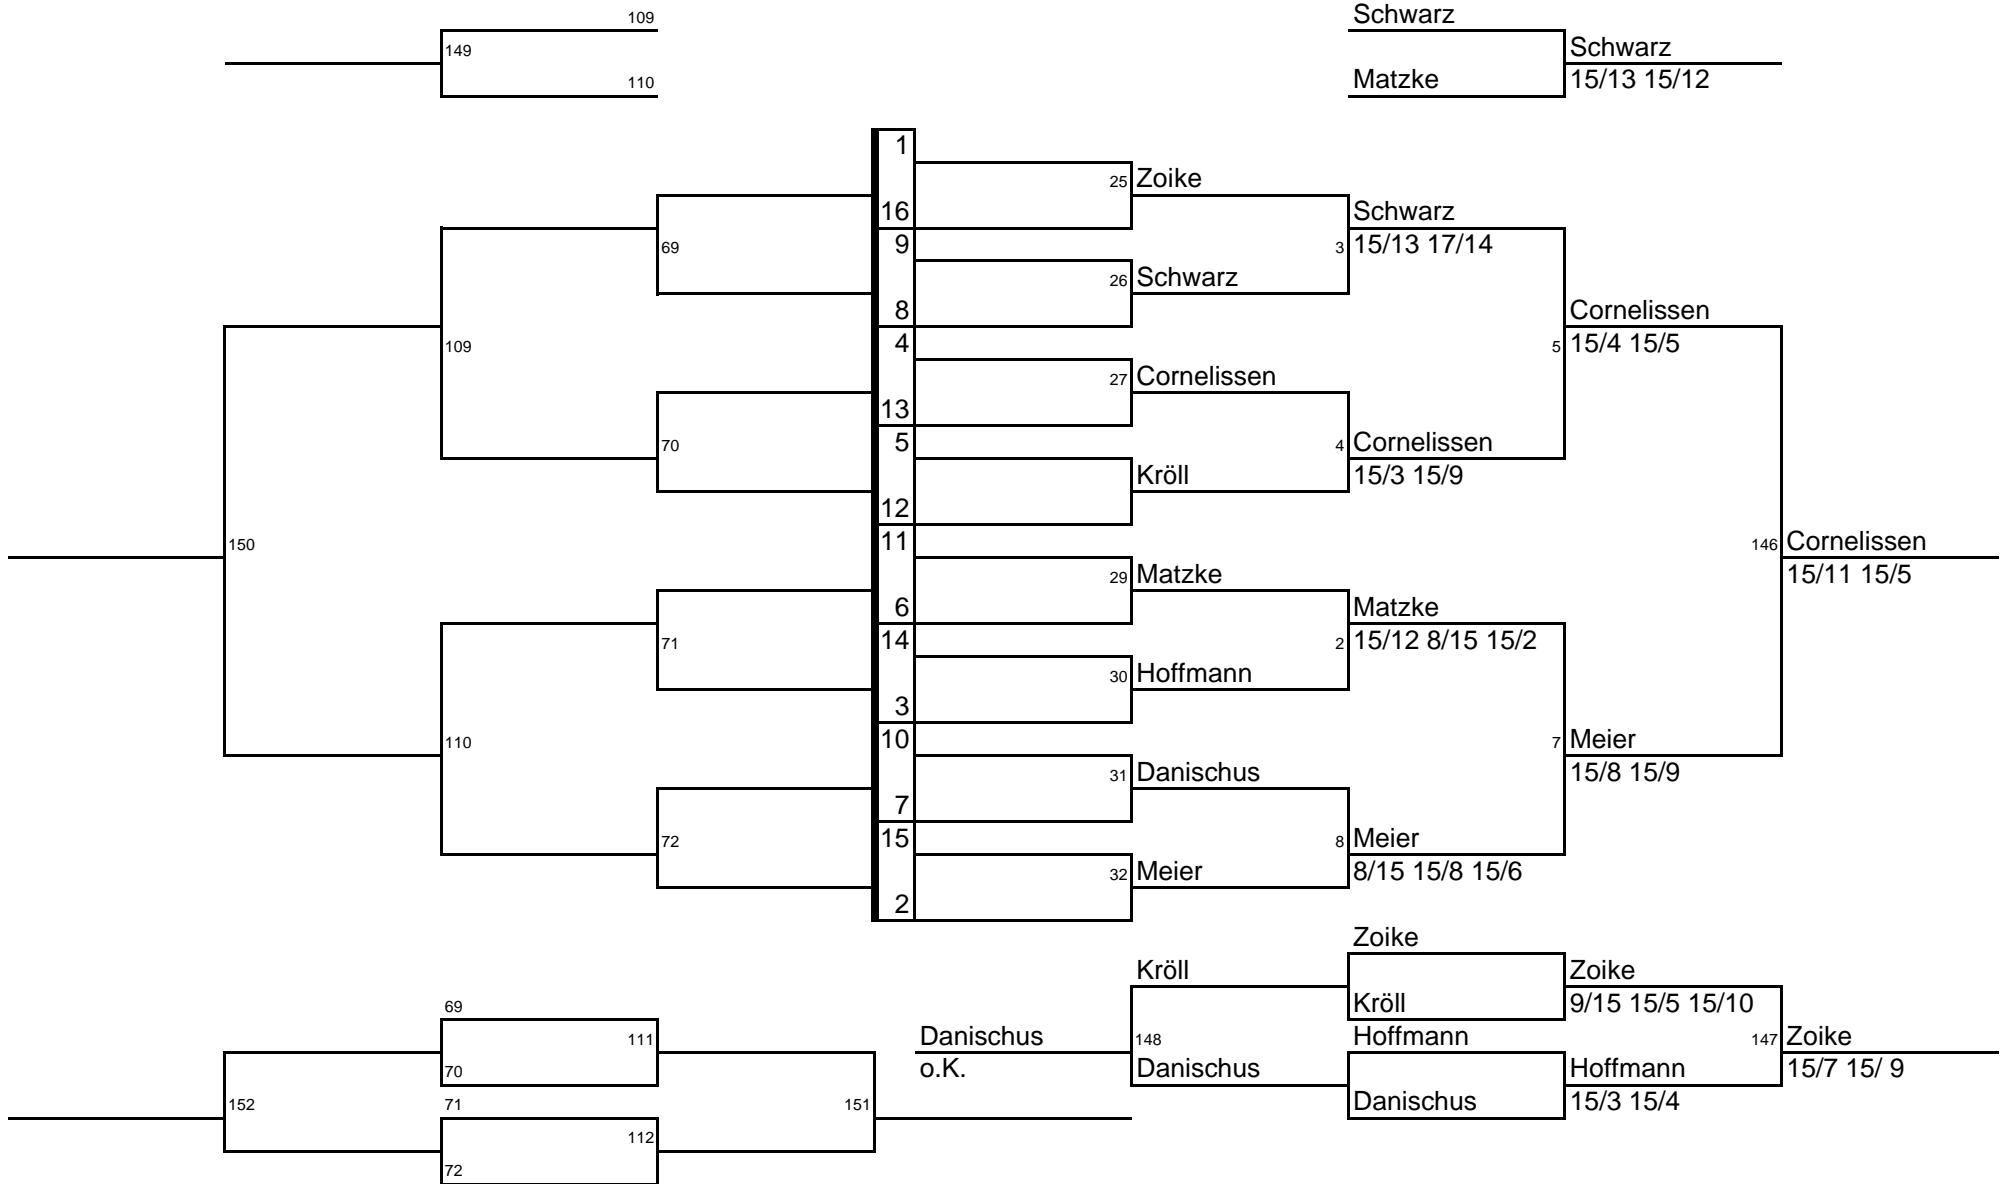 109
Schwarz
149
Schwarz
110
Matzke
15/13 15/12
1
25 Zoike
16
Schwarz
69
9
3 15/13 17/14
26 Schwarz
8
Cornelissen
109
4
5 15/4 15/5
27 Cornelissen
13
70
5
4 Cornelissen
Kröll
15/3 15/9
12
150
11
146 Cornelissen
29 Matzke
15/11 15/5
6
Matzke
71
14
2 15/12 8/15 15/2
30 Hoffmann
3
110
10
7 Meier
31 Danischus
15/8 15/9
7
72
15
8 Meier
32 Meier
8/15 15/8 15/6
2
Zoike
Kröll
Zoike
69
Kröll
9/15 15/5 15/10
111
Danischus
148
Hoffmann
147 Zoike
70
o.K.
Danischus
Hoffmann
15/7 15/ 9
152
71
151
Danischus
15/3 15/4
112
72